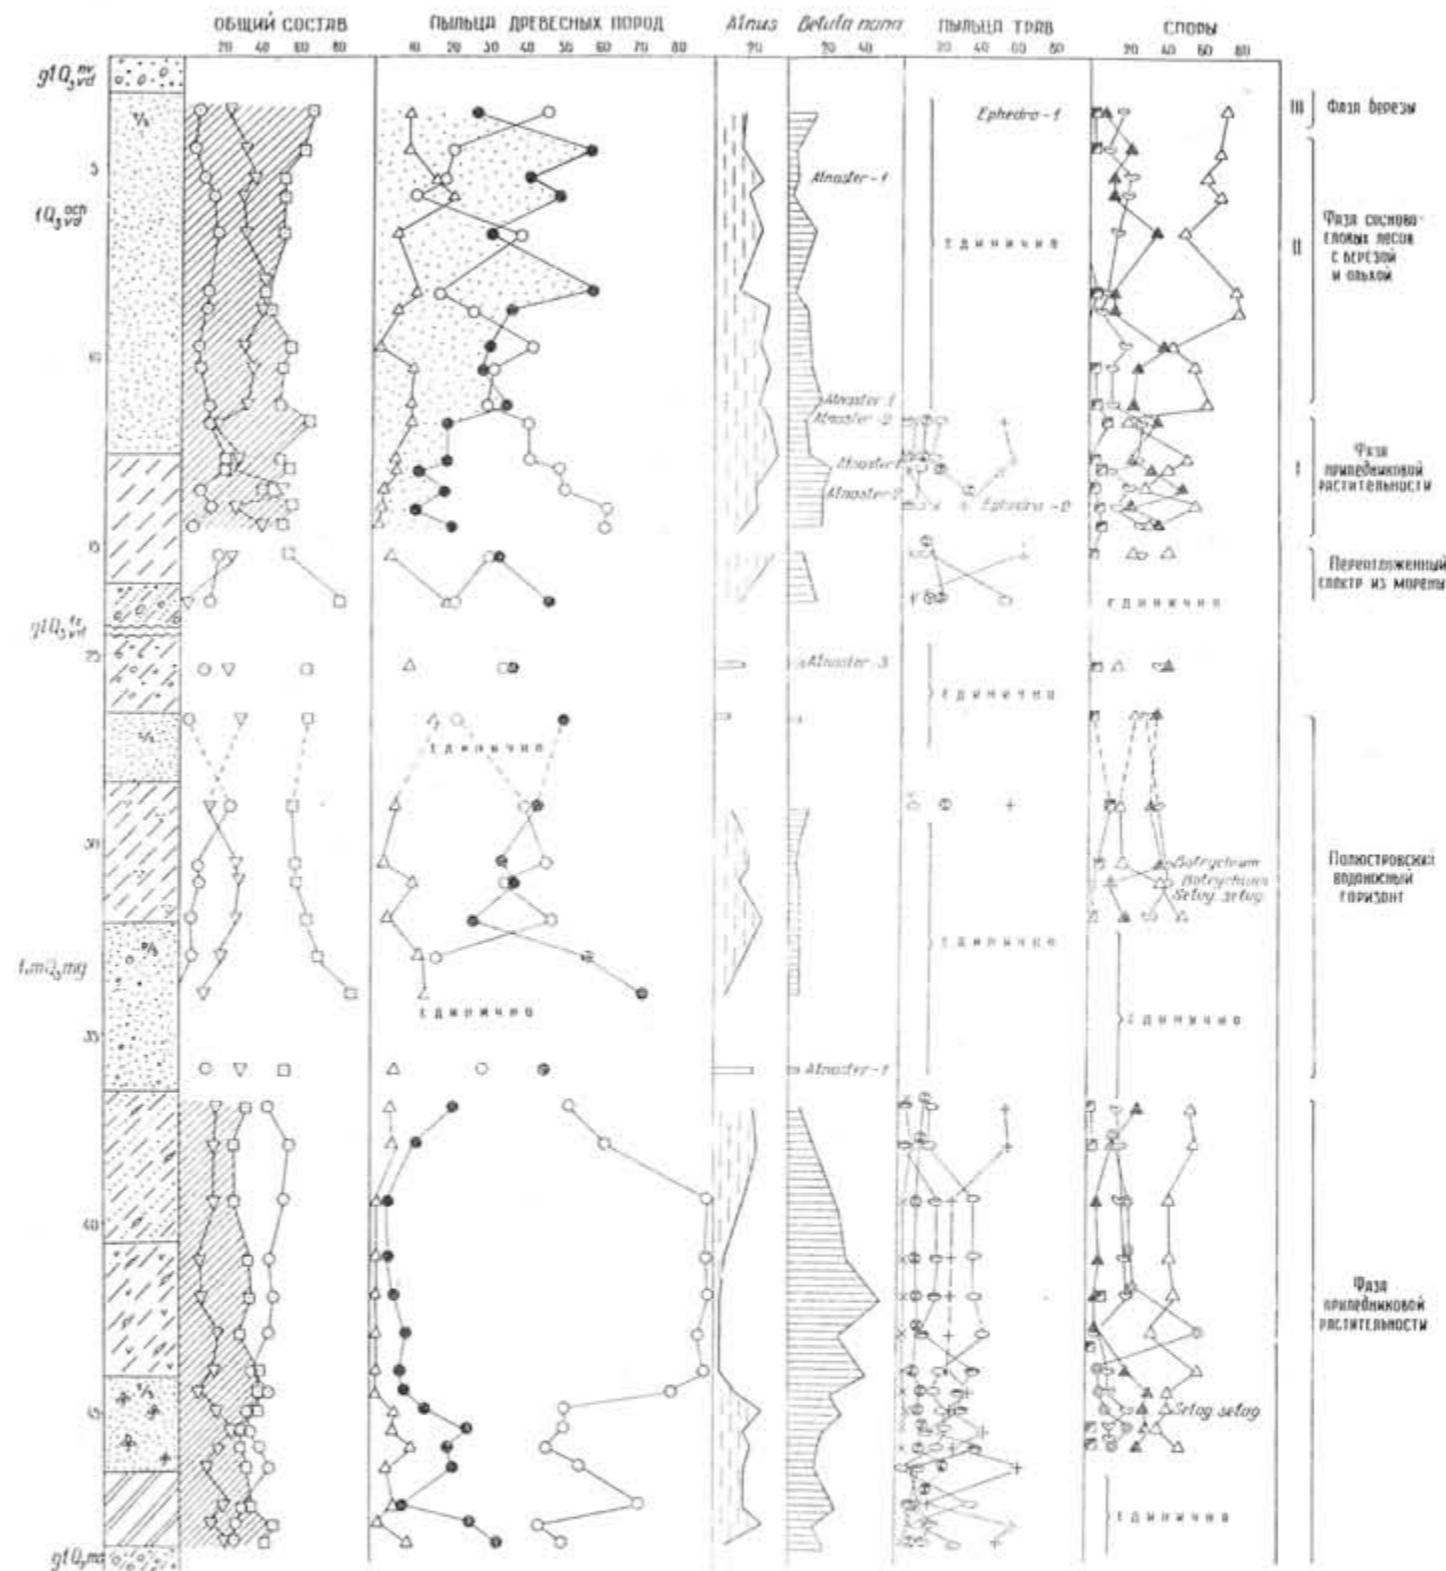 ОБЩИЙ СОСТАВ
20 40 60 80
ПЫЛЬЦА ДРЕВЕСНЫХ ПОРОД
10 20 30 40 50 60 70 80
Alnus
20
Betula nana
20 40
ПЫЛЬЦА ТРАВ
20 40 60 80
СПОРЫ
20 40 60 80
Ephedra-1
III
Фаза березы
5
Alnaster-1
единично
II
Фаза сосново-
еловых лесов
с березой
и ольхой
10
Alnaster-1
Alnaster-2
Alnaster-1
Alnaster-2
Ephedra-2
I
Фаза
приледниковой
растительности
15
Переотложенный
спектр из морены
единично
25
Alnaster-3
единично
единично
30
Botrychium
Botrychium
Selag. selag
Полюстровский
водоносный
горизонт
единично
единично
единично
35
Alnaster-1
40
Фаза
приледниковой
растительности
45
Selag. selag
единично